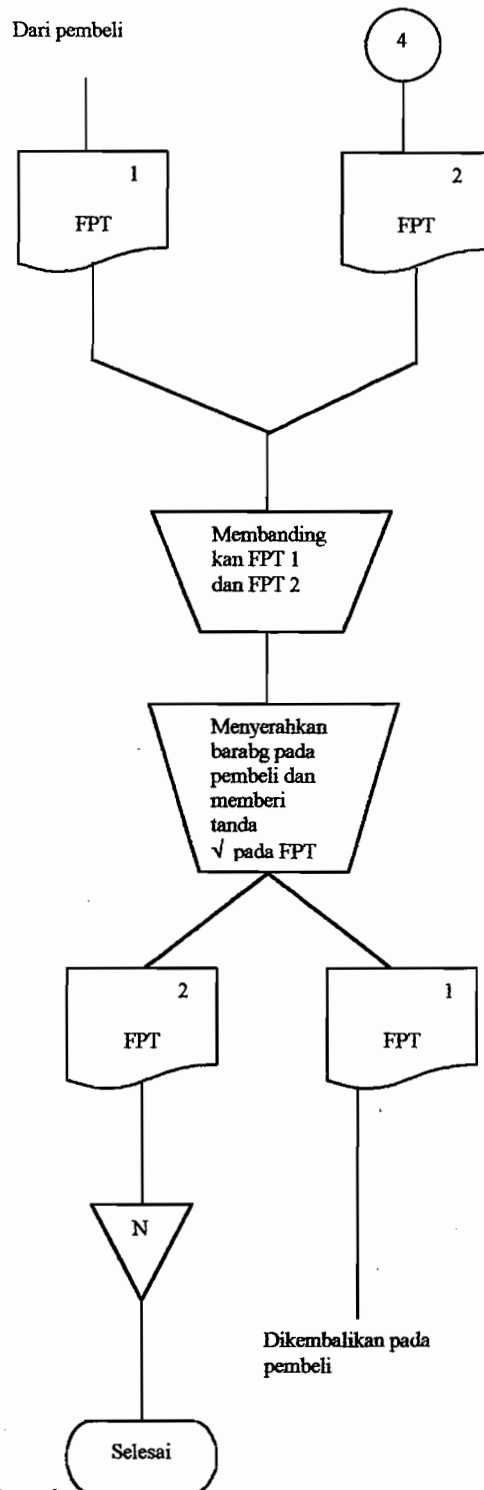 Dari pembeli
4
1
FPT
2
FPT
Membanding
kan FPT 1
dan FPT 2
Menyerahkan
barabg pada
pembeli dan
memberi
tanda
√ pada FPT
2
FPT
1
FPT
N
Dikembalikan pada
pembeli
Selesai